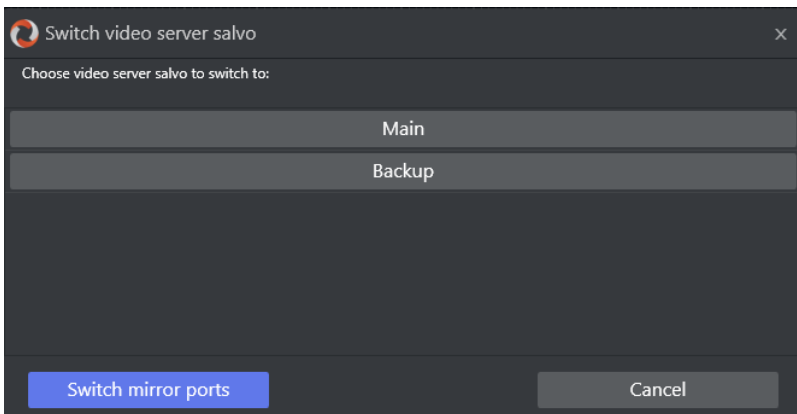 Switch video server salvo
Choose video server salvo to switch to:
Main
Backup
Switch mirror ports
Cancel